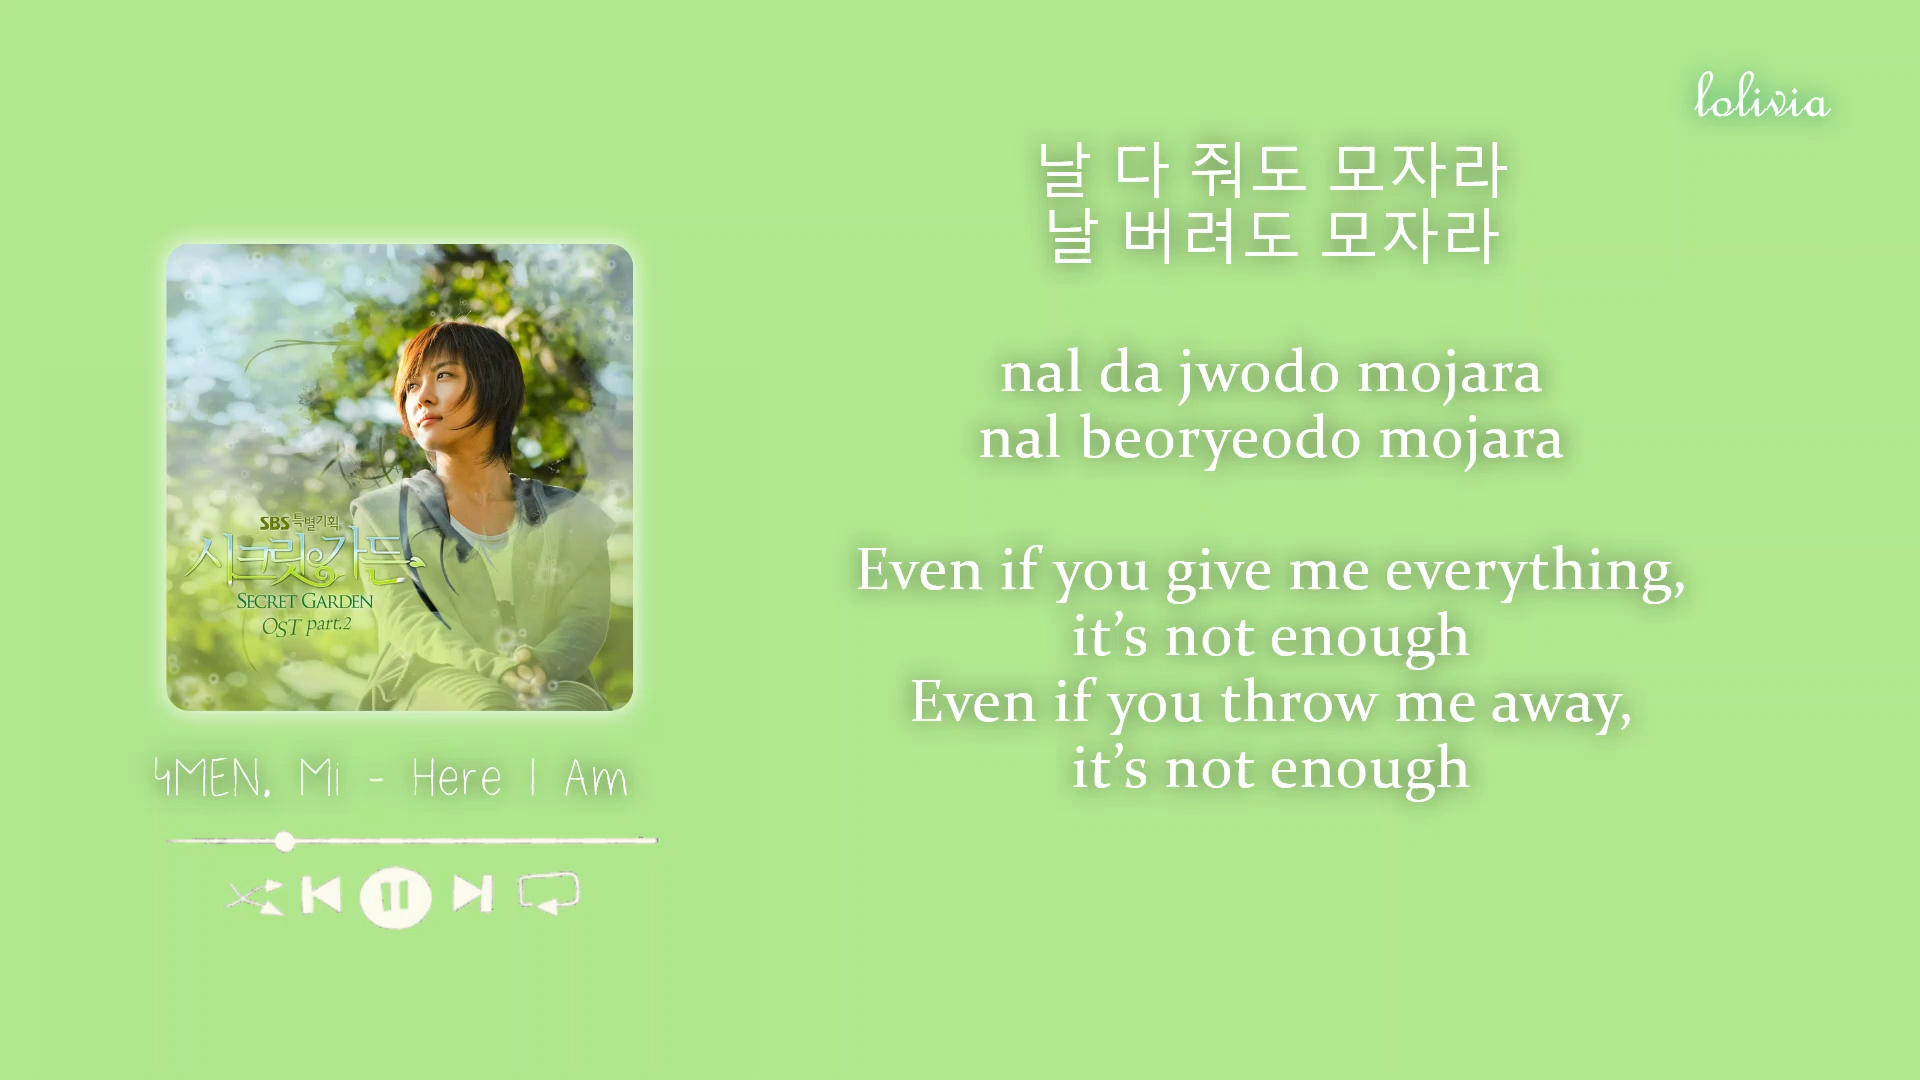 lolivia
날 다 줘도 모자라
날 버려도 모자라
nal da jwodo mojara
nal beoryeodo mojara
Even if you give me everything,
it’s not enough
Even if you throw me away,
it’s not enough
SBS 특별기획
시크릿가든
SECRET GARDEN
OST part.2
4MEN, Mi - Here I Am